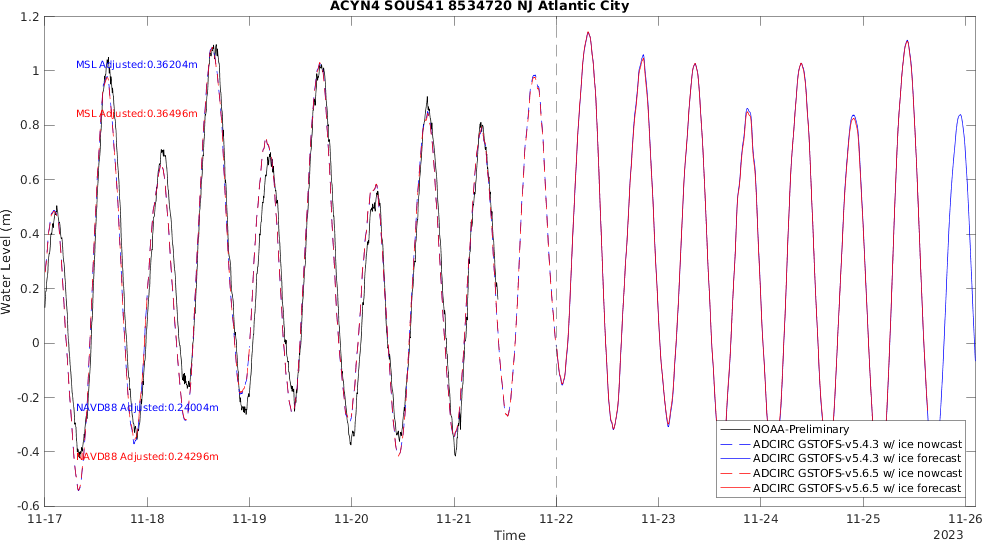 ACYN4 SOUS41 8534720 NJ Atlantic City
1.2
1
0.8
0.6
0.4
0.2
0
-0.2
-0.4
-0.6
Water Level (m)
MSL Adjusted:0.36204m
MSL Adjusted:0.36496m
NAVD88 Adjusted:0.24004m
NAVD88 Adjusted:0.24296m
NOAA-Preliminary
ADCIRC GSTOFS-v5.4.3 w/ ice nowcast
ADCIRC GSTOFS-v5.4.3 w/ ice forecast
ADCIRC GSTOFS-v5.6.5 w/ ice nowcast
ADCIRC GSTOFS-v5.6.5 w/ ice forecast
11-17 11-18 11-19 11-20 11-21 11-22 11-23 11-24 11-25 11-26
Time
2023